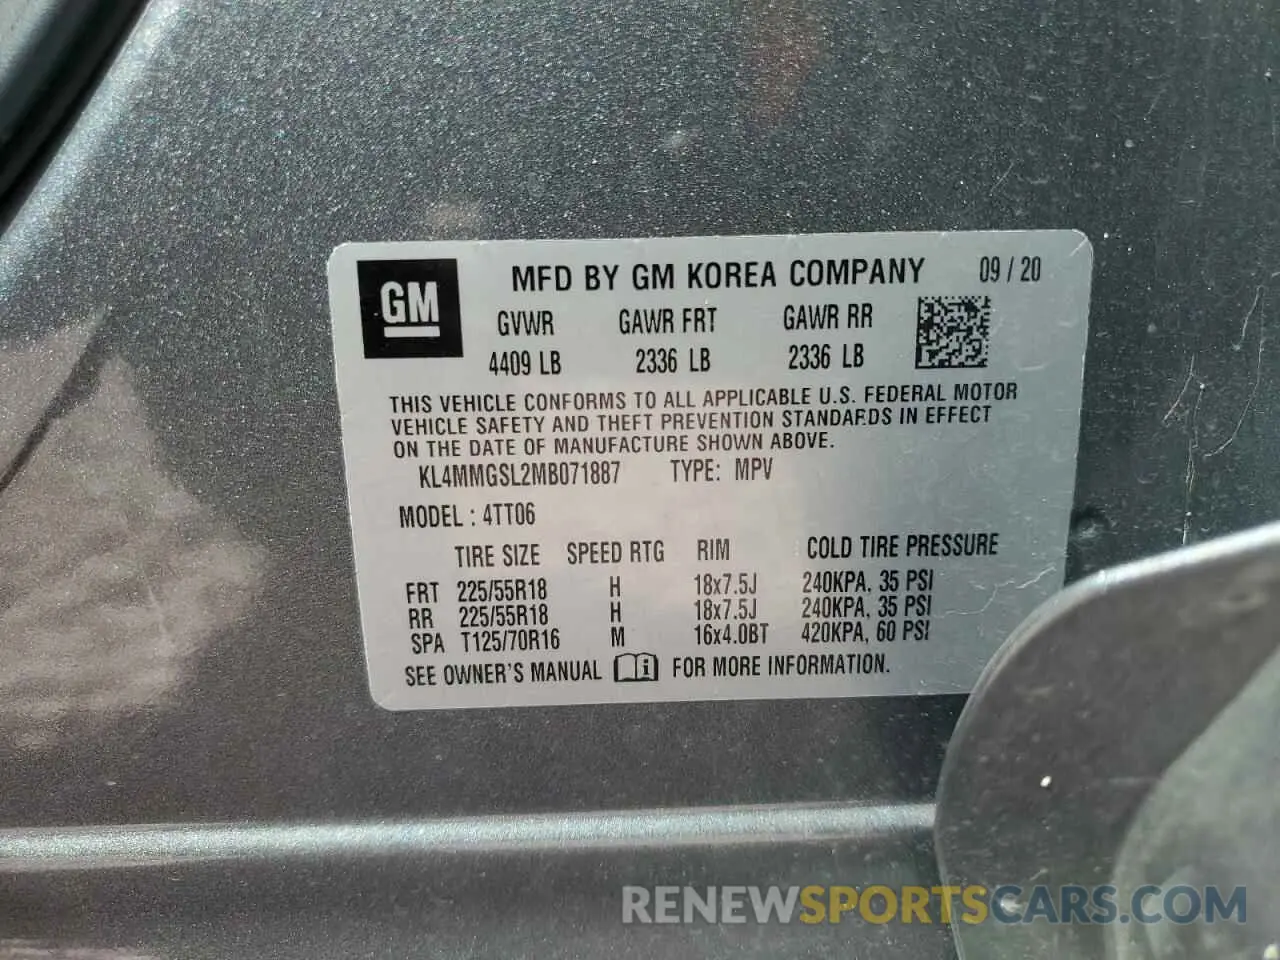 GM
MFD BY GM KOREA COMPANY 09 / 20
GVWR GAWR FRT GAWR RR
4409 LB 2336 LB 2336 LB
THIS VEHICLE CONFORMS TO ALL APPLICABLE U.S. FEDERAL MOTOR
VEHICLE SAFETY AND THEFT PREVENTION STANDARDS IN EFFECT
ON THE DATE OF MANUFACTURE SHOWN ABOVE.
KL4MMGSL2MB071887 TYPE: MPV
MODEL : 4TT06
TIRE SIZE SPEED RTG RIM COLD TIRE PRESSURE
FRT 225/55R18 H 18x7.5J 240KPA, 35 PSI
RR 225/55R18 H 18x7.5J 240KPA, 35 PSI
SPA T125/70R16 M 16x4.0BT 420KPA, 60 PSI
SEE OWNER'S MANUAL i FOR MORE INFORMATION.
RENEWSPORTSCARS.COM